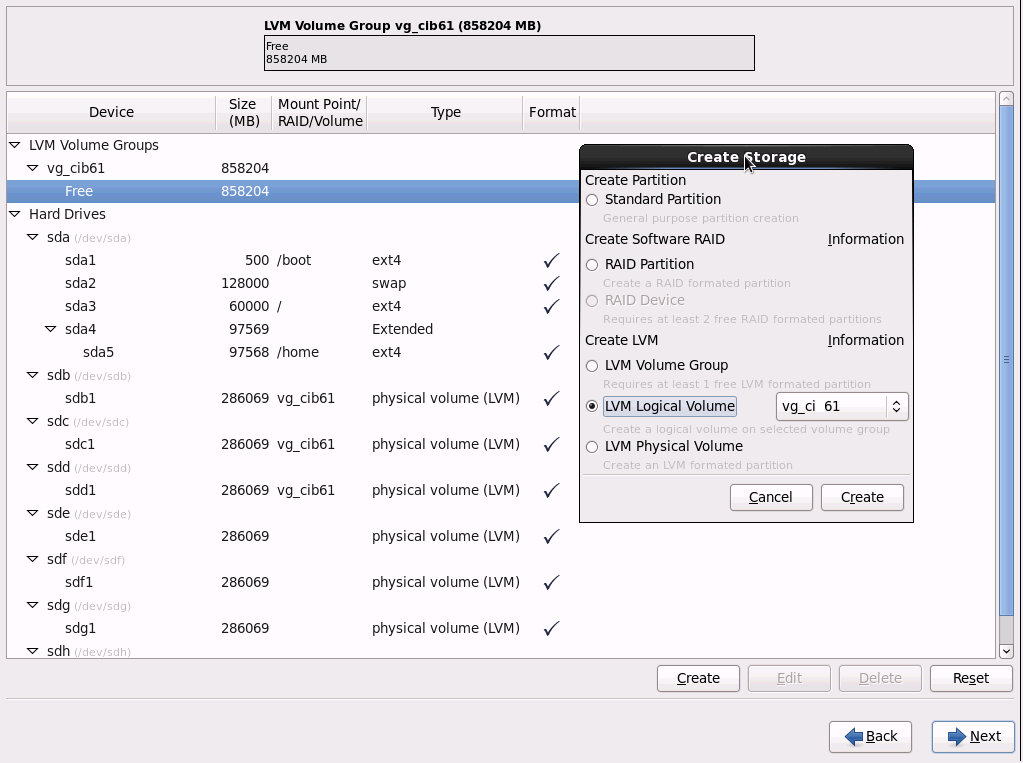 LVM Volume Group vg_cib61 (858204 MB)
Free
858204 MB
Device Size (MB) Mount Point/ RAID/Volume Type Format
LVM Volume Groups
vg_cib61 858204
Free 858204
Hard Drives
sda (/dev/sda)
sda1 500 /boot ext4
sda2 128000 swap
sda3 60000 / ext4
sda4 97569 Extended
sda5 97568 /home ext4
sdb (/dev/sdb)
sdb1 286069 vg_cib61 physical volume (LVM)
sdc (/dev/sdc)
sdc1 286069 vg_cib61 physical volume (LVM)
sdd (/dev/sdd)
sdd1 286069 vg_cib61 physical volume (LVM)
sde (/dev/sde)
sde1 286069 physical volume (LVM)
sdf (/dev/sdf)
sdf1 286069 physical volume (LVM)
sdg (/dev/sdg)
sdg1 286069 physical volume (LVM)
sdh (/dev/sdh)
Create Storage
Create Partition
Standard Partition
General purpose partition creation
Create Software RAID Information
RAID Partition
Create a RAID formated partition
RAID Device
Requires at least 2 free RAID formated partitions
Create LVM Information
LVM Volume Group
Requires at least 1 free LVM formated partition
LVM Logical Volume vg_ci 61
Create a logical volume on selected volume group
LVM Physical Volume
Create an LVM formated partition
Cancel Create
Create Edit Delete Reset
Back Next